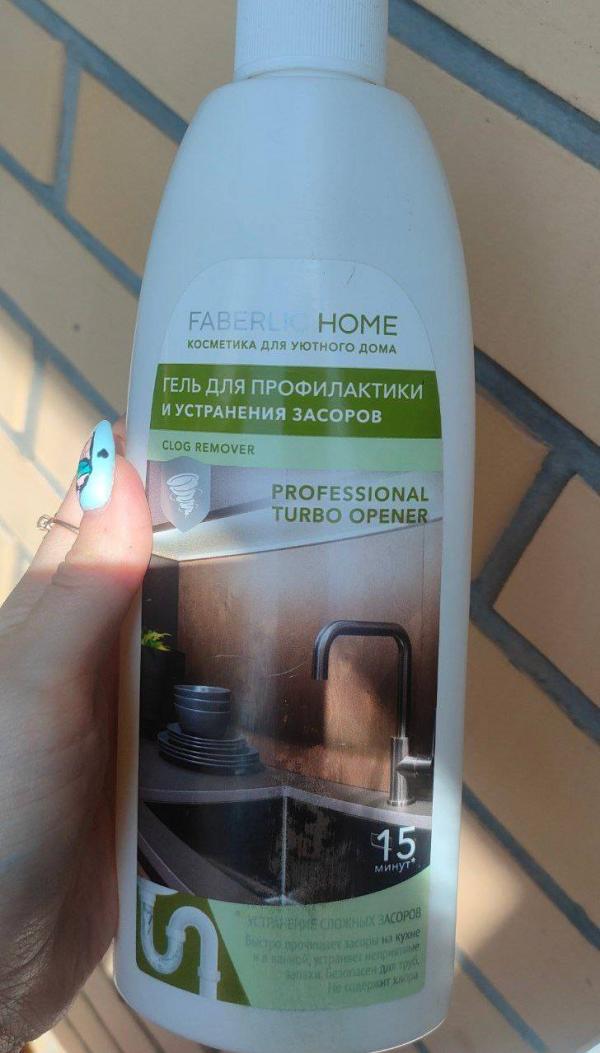 FABERLIC HOME
КОСМЕТИКА ДЛЯ УЮТНОГО ДОМА
ГЕЛЬ ДЛЯ ПРОФИЛАКТИКИ
И УСТРАНЕНИЯ ЗАСОРОВ
CLOG REMOVER
PROFESSIONAL
TURBO OPENER
15
МИНУТ*
УСТРАНЕНИЕ СЛОЖНЫХ ЗАСОРОВ
Быстро прочищает засоры на кухне
и в ванной, устраняет неприятные
запахи. Безопасен для труб.
Не содержит хлора